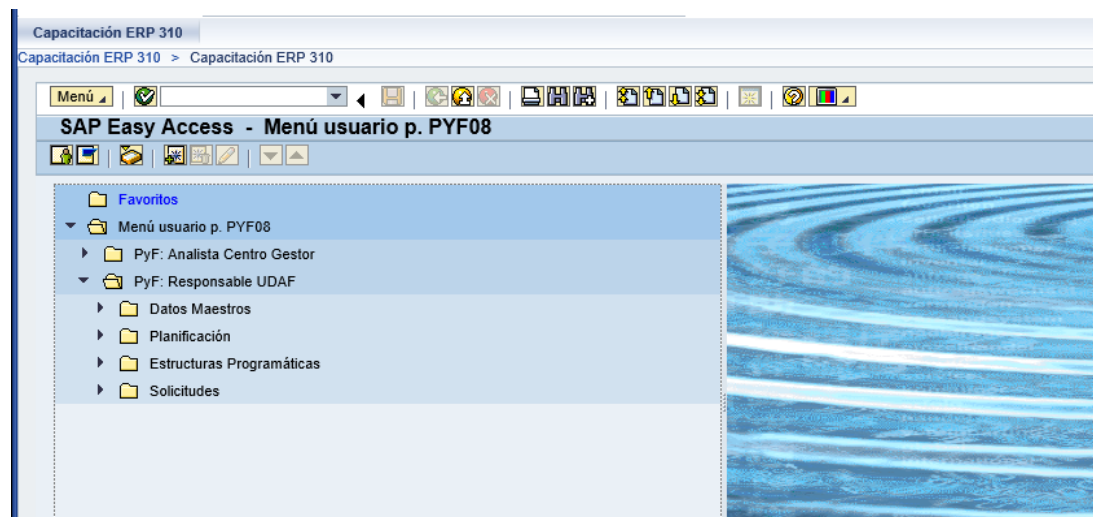 Capacitación ERP 310
Capacitación ERP 310 > Capacitación ERP 310
Menú
SAP Easy Access - Menú usuario p. PYF08
Favoritos
Menú usuario p. PYF08
PyF: Analista Centro Gestor
PyF: Responsable UDAF
Datos Maestros
Planificación
Estructuras Programáticas
Solicitudes